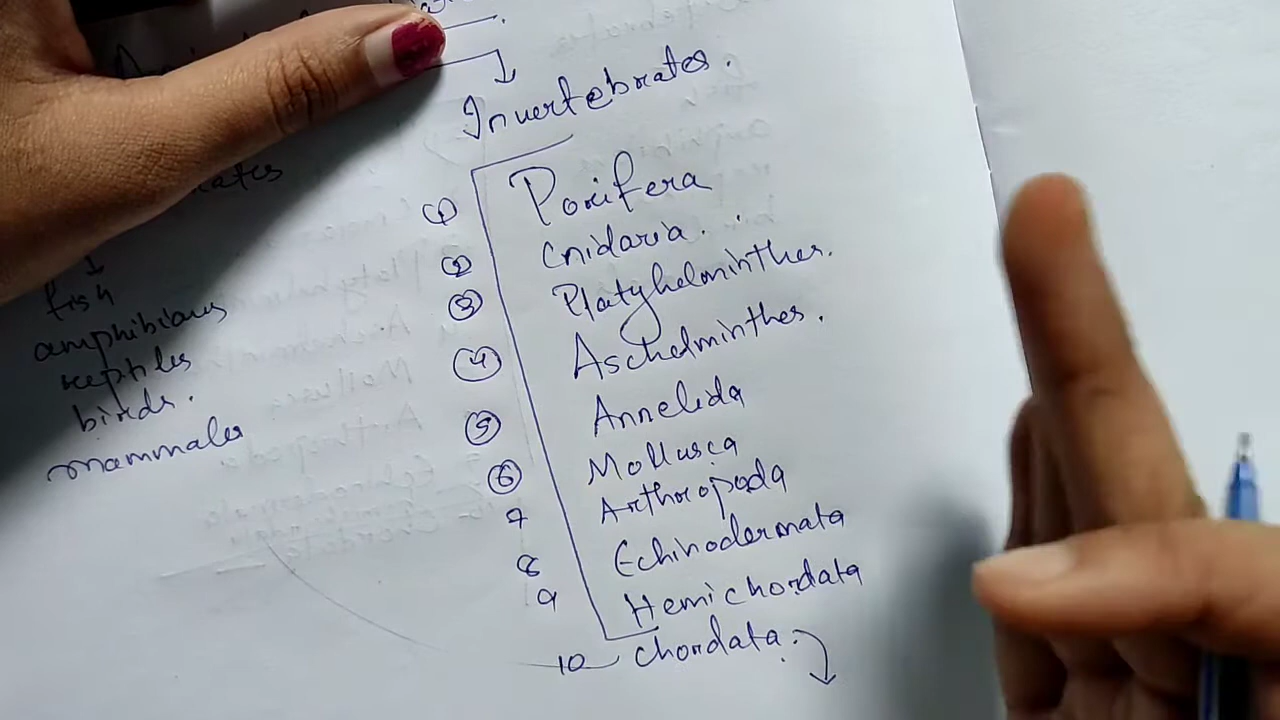 Invertebrates.
① Porifera
② Cnidaria.
③ Platyhelminthes.
④ Aschelminthes.
⑤ Annelida
⑥ Mollusca
7 Arthropoda
8 Echinodermata
9 Hemichordata
10 chordata.
fish
amphibians
reptiles
birds.
mammales